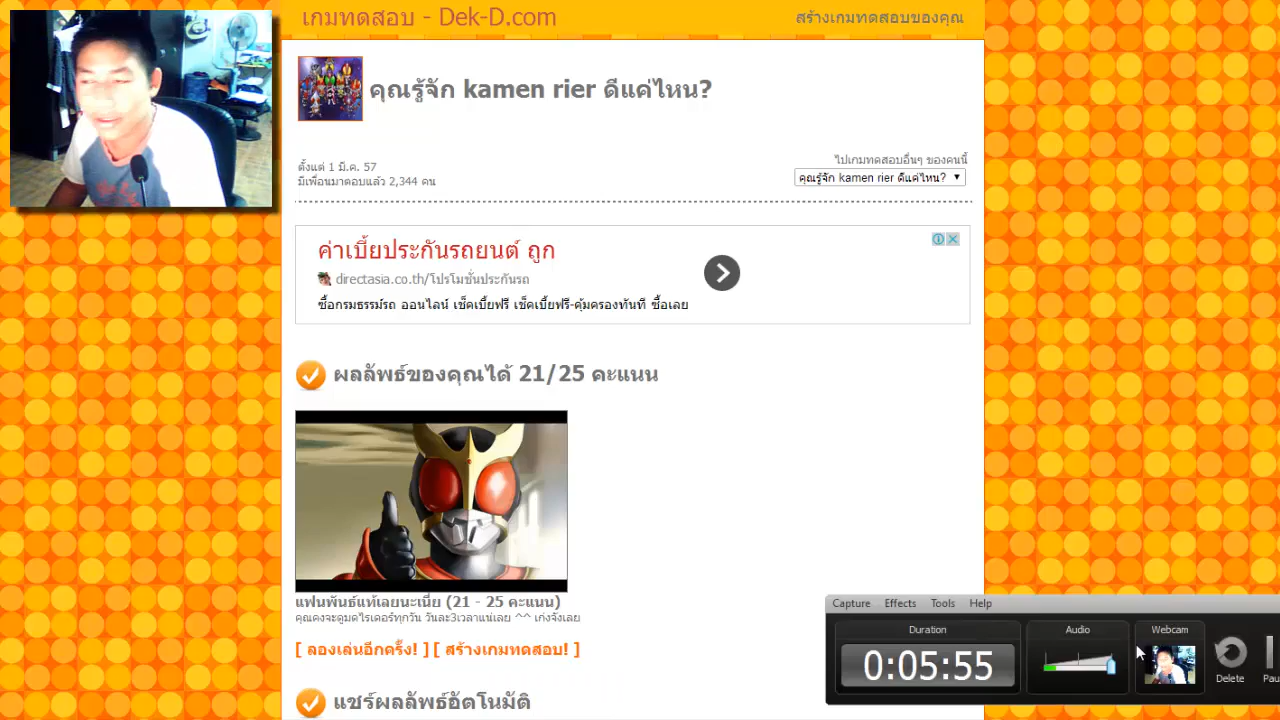 เกมทดสอบ - Dek-D.com
สร้างเกมทดสอบของคุณ
คุณรู้จัก kamen rier ดีแค่ไหน?
ตั้งแต่ 1 มี.ค. 57
มีเพื่อนมาตอบแล้ว 2,344 คน
ไปเกมทดสอบอื่นๆ ของคนนี้
คุณรู้จัก kamen rier ดีแค่ไหน?
ค่าเบี้ยประกันรถยนต์ ถูก
directasia.co.th/โปรโมชั่นประกันรถ
ซื้อกรมธรรม์รถ ออนไลน์ เช็คเบี้ยฟรี เช็คเบี้ยฟรี-คุ้มครองทันที ซื้อเลย
ผลลัพธ์ของคุณได้ 21/25 คะแนน
แฟนพันธ์แท้เลยนะเนี่ย (21 - 25 คะแนน)
คุณคงจะดูมดไรเดอร์ทุกวัน วันละ3เวลาแน่เลย ^^ เก่งจังเลย
[ ลองเล่นอีกครั้ง! ] [ สร้างเกมทดสอบ! ]
แชร์ผลลัพธ์อัตโนมัติ
Capture Effects Tools Help
Duration
0:05:55
Audio
Webcam
Delete
Pau